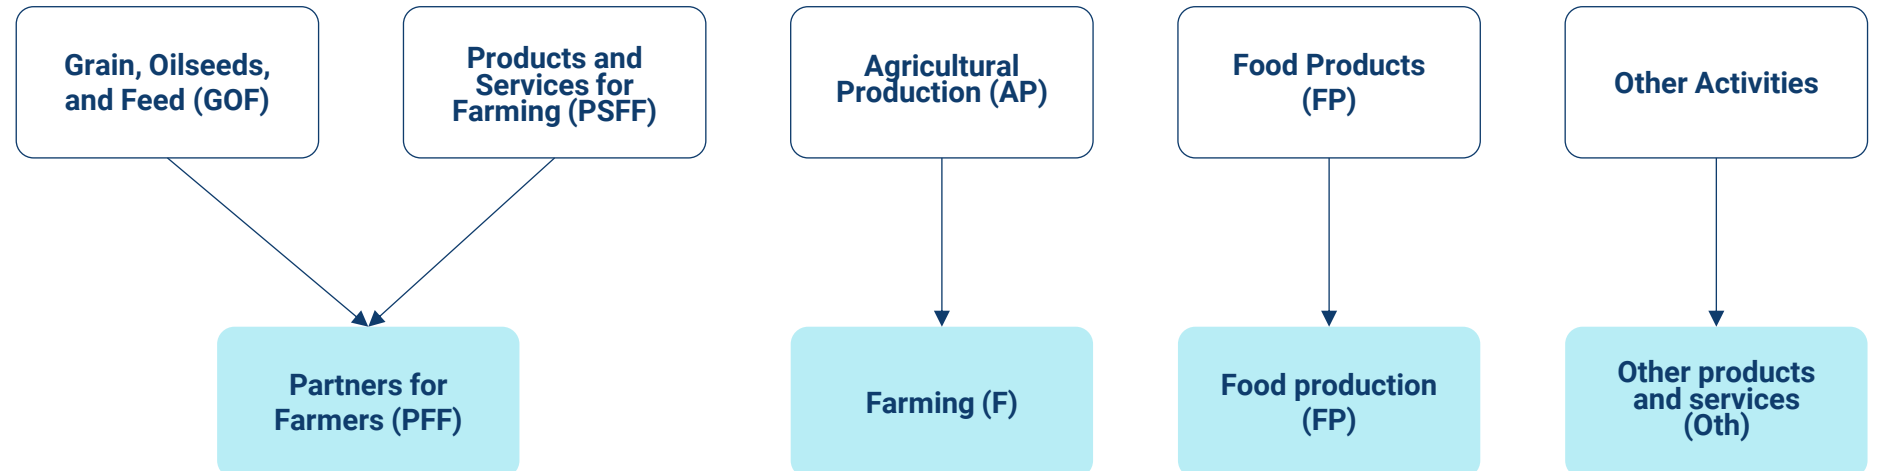 Grain, Oilseeds,
and Feed (GOF)
Products and
Services for
Farming (PSFF)
Agricultural
Production (AP)
Food Products
(FP)
Other Activities
Partners for
Farmers (PFF)
Farming (F)
Food production
(FP)
Other products
and services
(Oth)